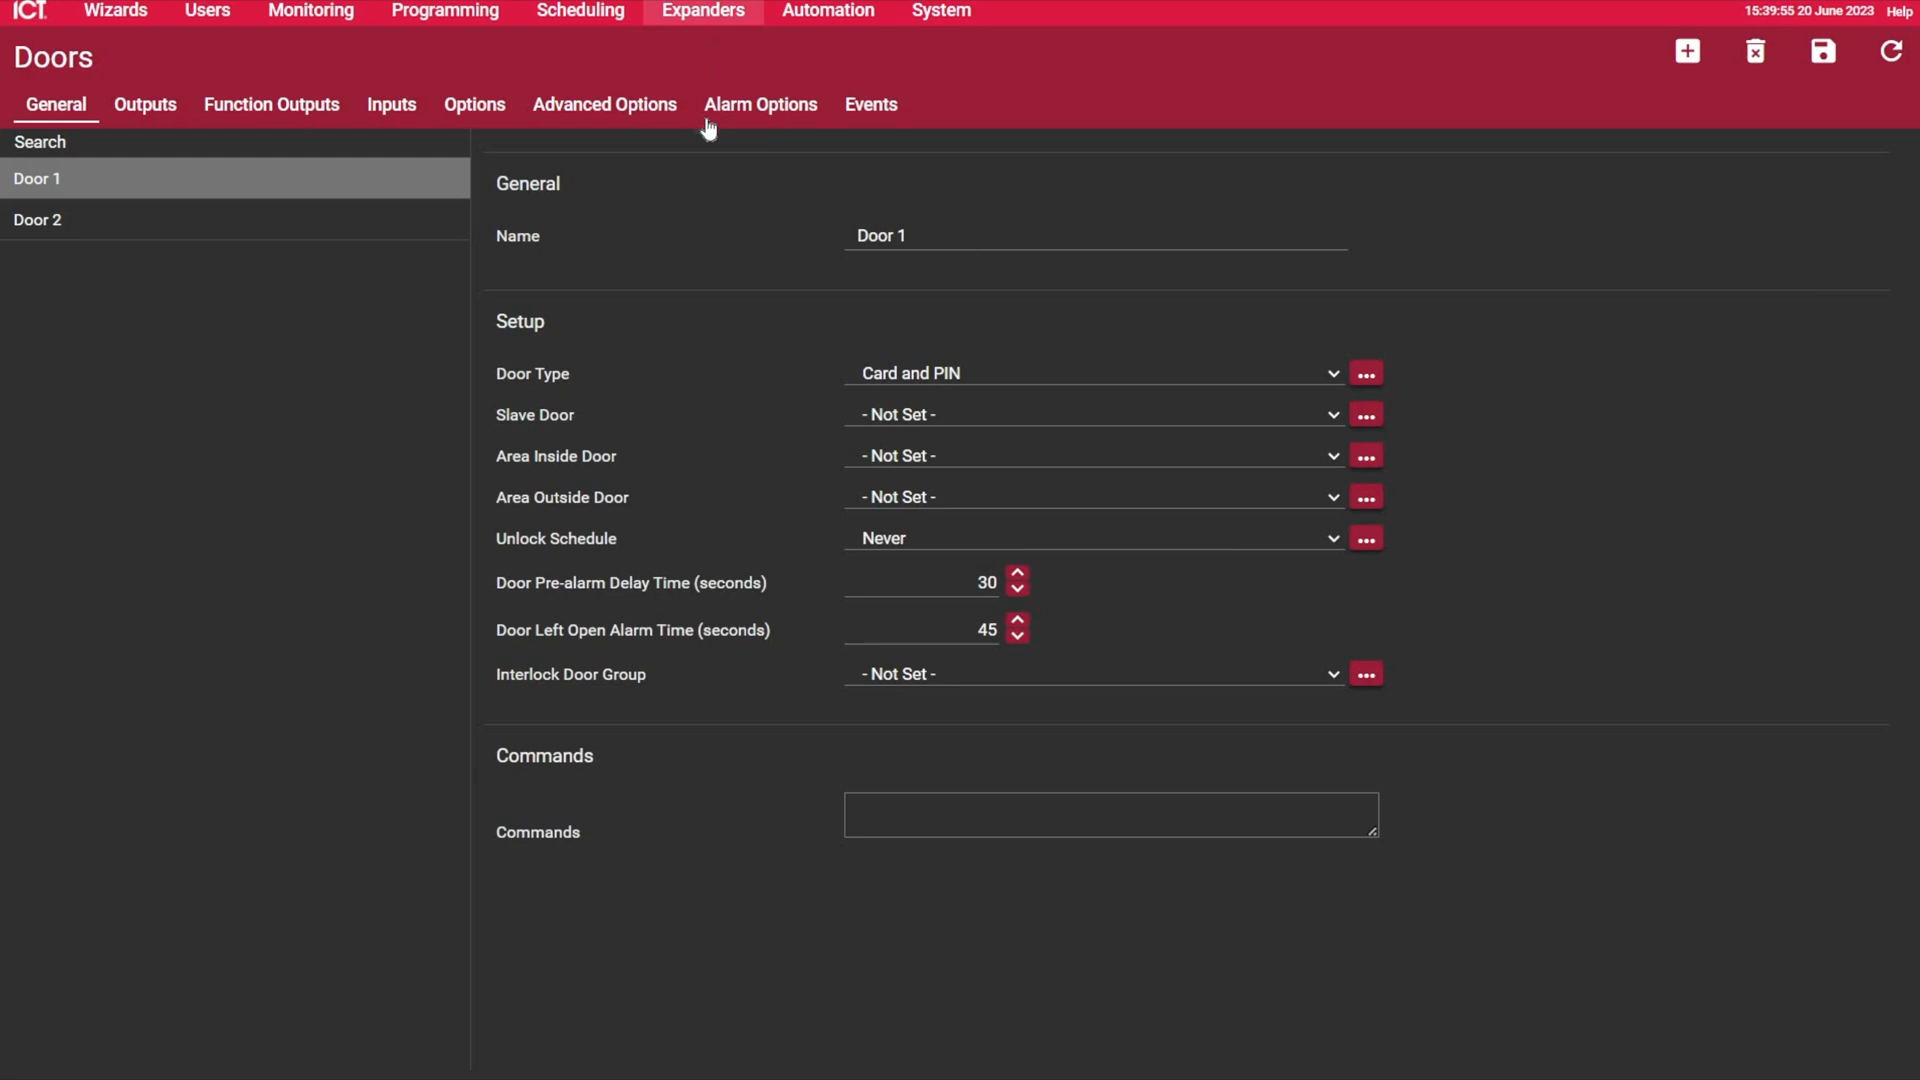 ICT. Wizards Users Monitoring Programming Scheduling Expanders Automation System 15:39:55 20 June 2023 Help
Doors
General Outputs Function Outputs Inputs Options Advanced Options Alarm Options Events
Search
Door 1
Door 2
General
Name Door 1
Setup
Door Type Card and PIN ...
Slave Door - Not Set - ...
Area Inside Door - Not Set - ...
Area Outside Door - Not Set - ...
Unlock Schedule Never ...
Door Pre-alarm Delay Time (seconds) 30
Door Left Open Alarm Time (seconds) 45
Interlock Door Group - Not Set - ...
Commands
Commands